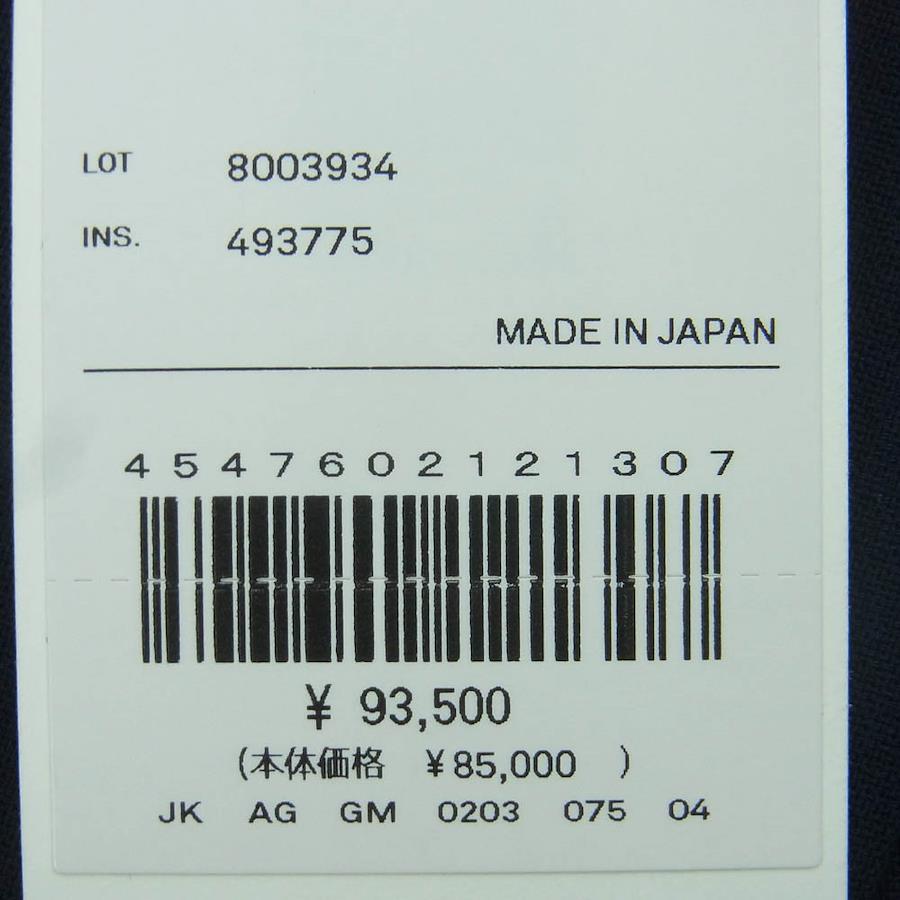 LOT 8003934
INS. 493775
MADE IN JAPAN
4547602121307
¥ 93,500
(本体価格 ¥85,000 )
JK AG GM 0203 075 04